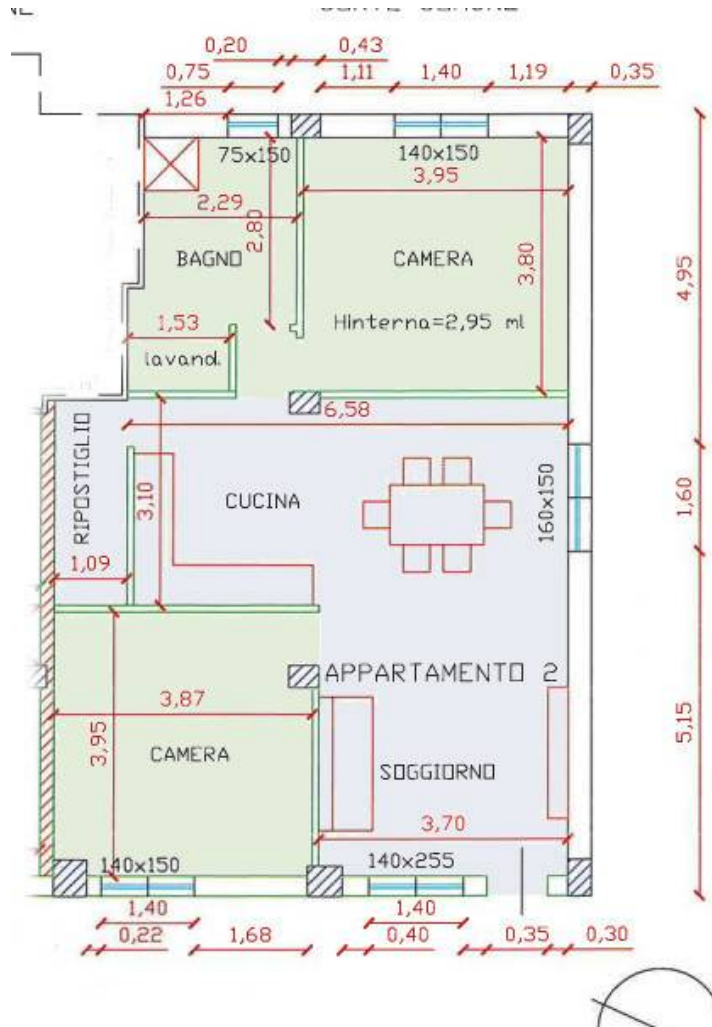 0,20 0,43
0,75 1,11 1,40 1,19 0,35
1,26
75x150 140x150
3,95
2,29
2,80
BAGNO CAMERA
3,80
4,95
1,53 Hinterna=2,95 ml
lavand.
6,58
RIPOSTIGLIO
3,10
CUCINA
160x150
1,60
1,09
APPARTAMENTO 2
3,87
3,95
5,15
CAMERA
SOGGIORNO
3,70
140x150 140x255
1,40 1,40
0,22 1,68 0,40 0,35 0,30